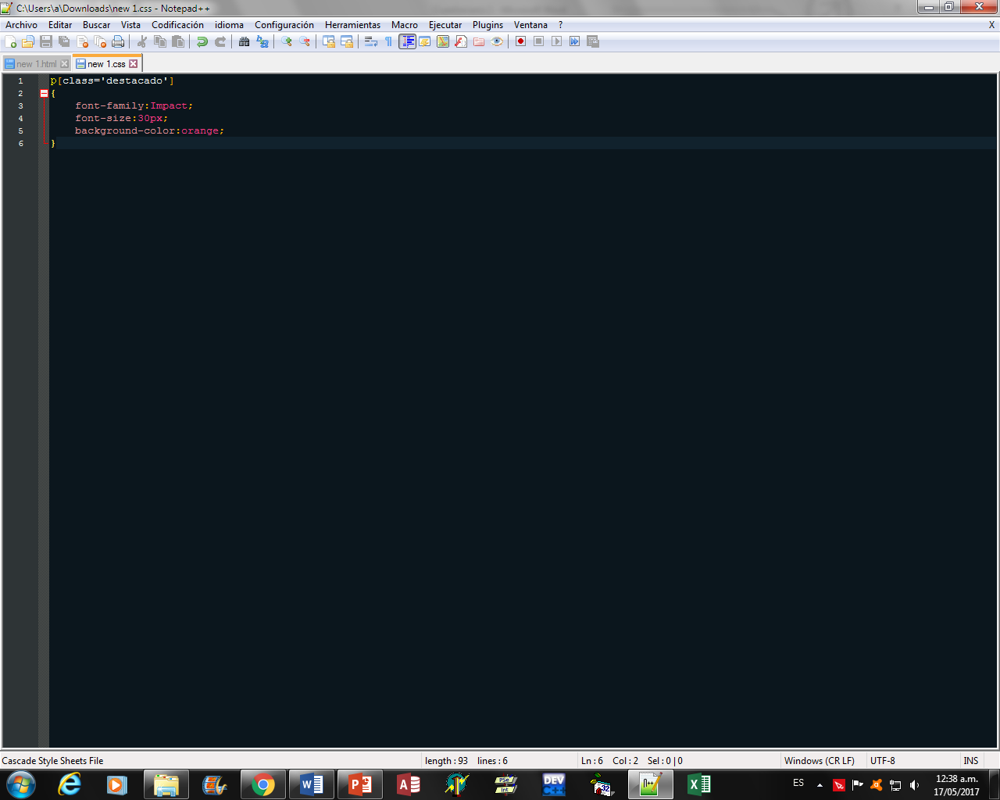 C:\Users\a\Downloads\new 1.css - Notepad++
Archivo Editar Buscar Vista Codificación idioma Configuración Herramientas Macro Ejecutar Plugins Ventana ? X
new 1.html new 1.css
1 p[class='destacado']
2 {
3 font-family:Impact;
4 font-size:30px;
5 background-color:orange;
6 }
Cascade Style Sheets File length : 93 lines : 6 Ln : 6 Col : 2 Sel : 0 | 0 Windows (CR LF) UTF-8 INS
ES 12:38 a.m.
17/05/2017